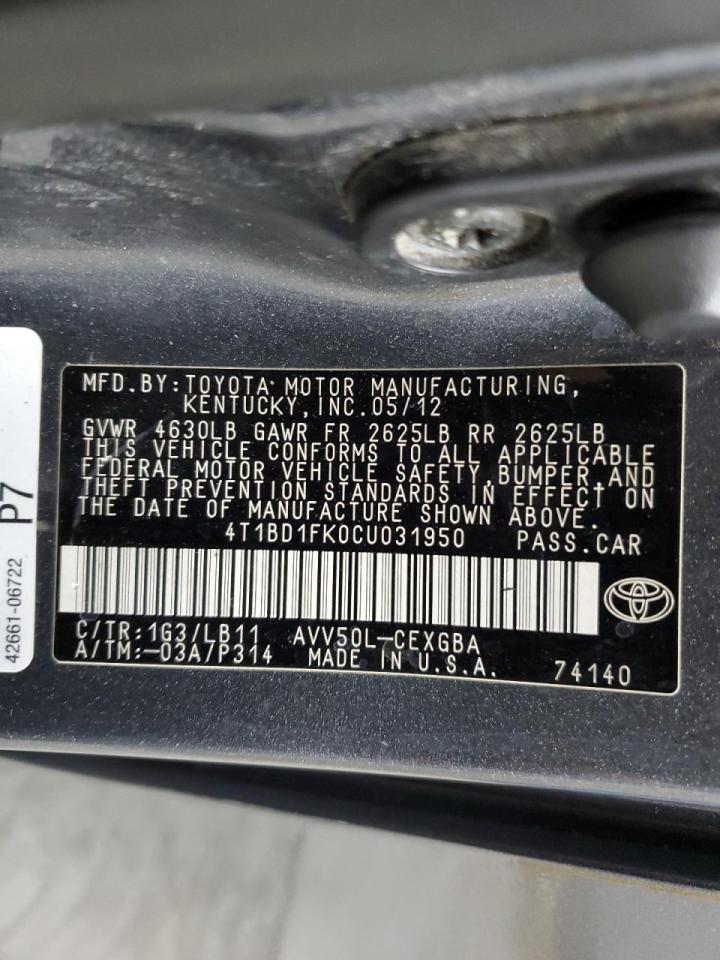 MFD.BY:TOYOTA MOTOR MANUFACTURING,
KENTUCKY,INC.05/12
GVWR 4630LB GAWR FR 2625LB RR 2625LB
THIS VEHICLE CONFORMS TO ALL APPLICABLE
FEDERAL MOTOR VEHICLE SAFETY,BUMPER,AND
THEFT PREVENTION STANDARDS IN EFFECT ON
THE DATE OF MANUFACTURE SHOWN ABOVE.
4T1BD1FK0CU031950 PASS.CAR
C/TR:1G3/LB11 AVV50L-CEXGBA
A/TM:-03A/P314 MADE IN U.S.A. 74140
42661-06722
P7